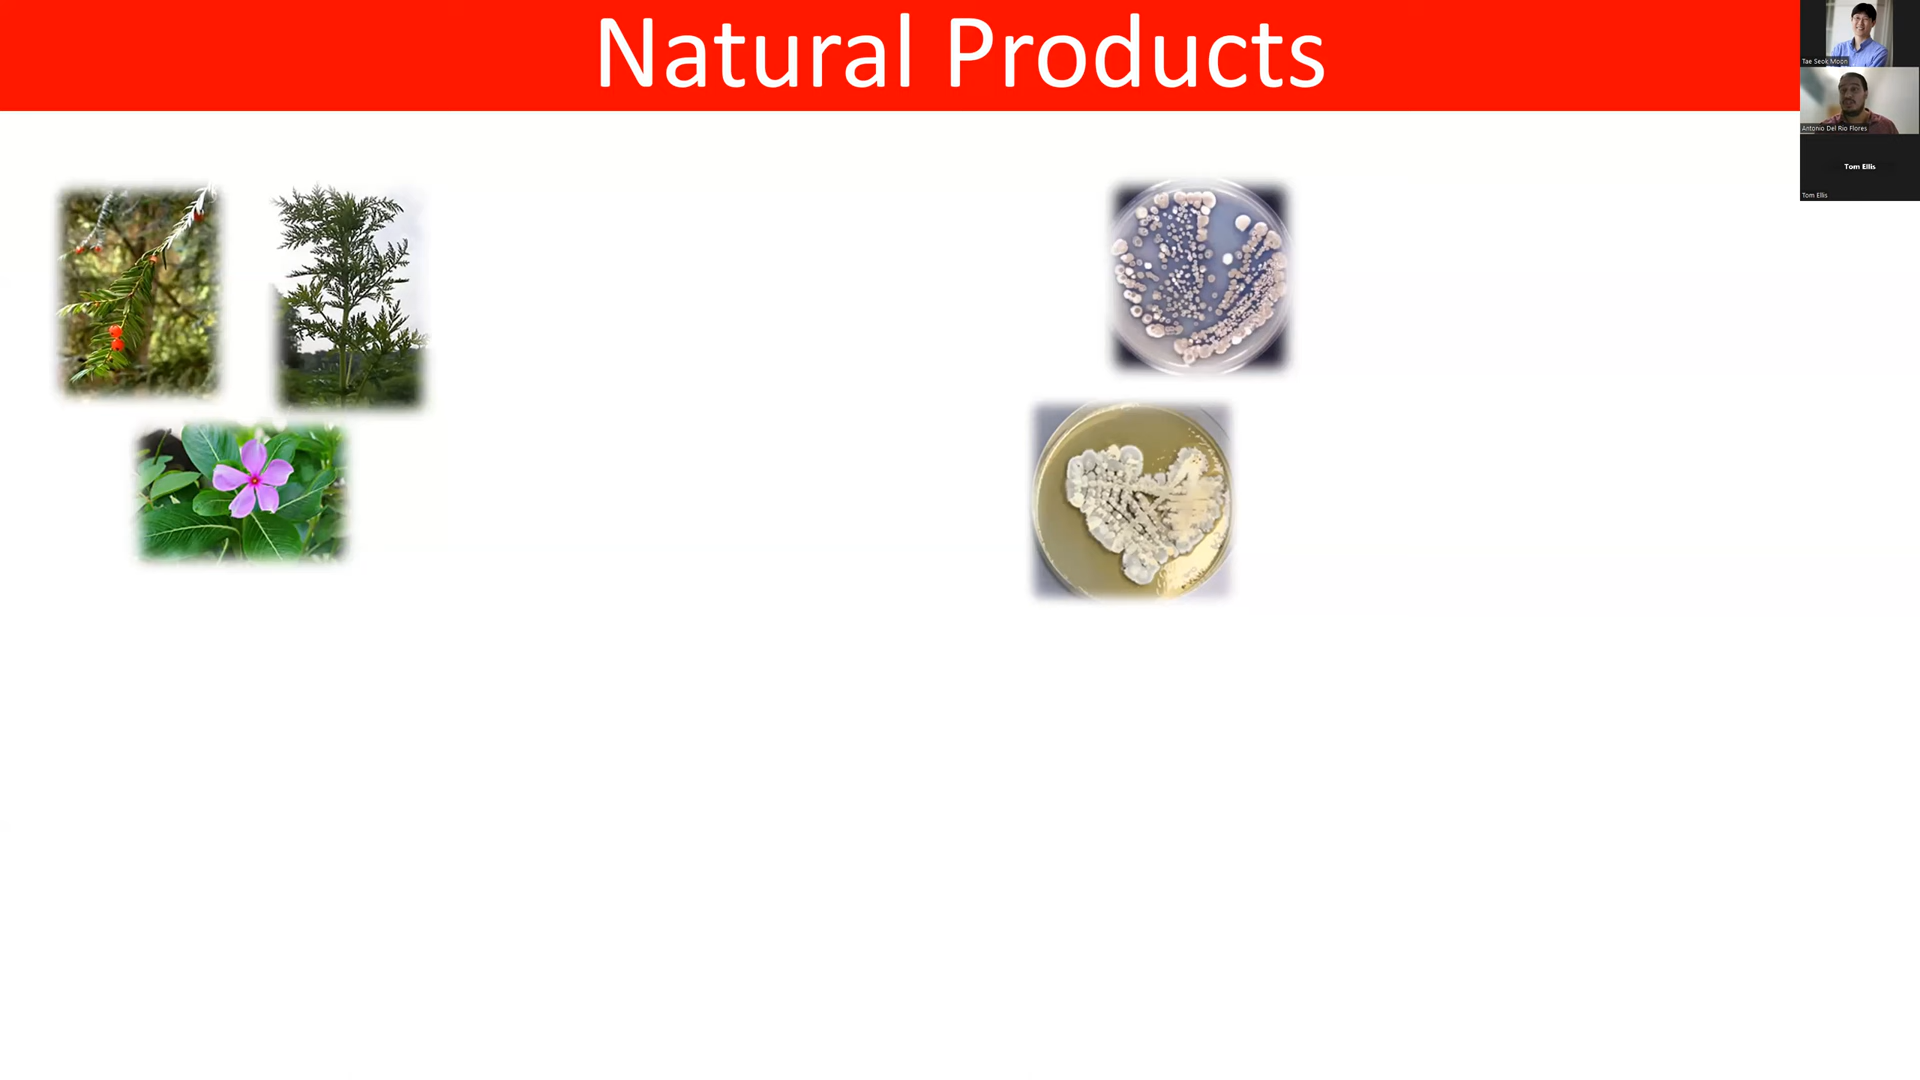 Natural Products
Tae Seok Moon
Antonio Del Rio Flores
Tom Ellis
Tom Ellis